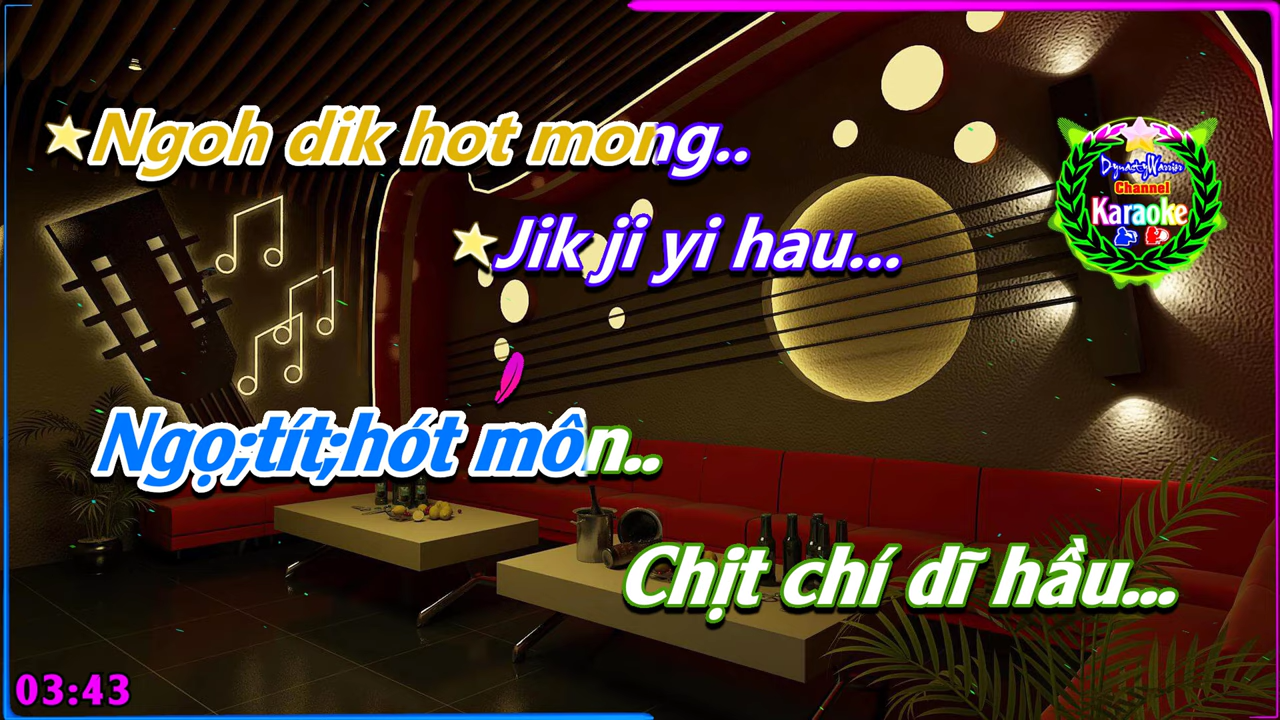 Ngoh dik hot mong..
Jik ji yi hau...
DynastyWarrior
Channel
Karaoke
Ngọ;tít;hót môn..
Chịt chí dĩ hầu...
03:43